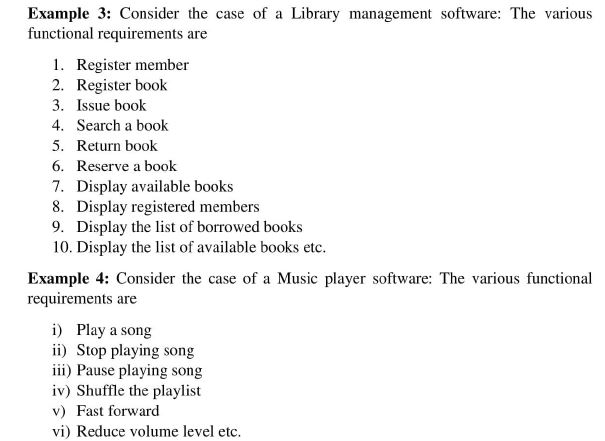 Example 3: Consider the case of a Library management software: The various
functional requirements are
1. Register member
2. Register book
3. Issue book
4. Search a book
5. Return book
6. Reserve a book
7. Display available books
8. Display registered members
9. Display the list of borrowed books
10. Display the list of available books etc.
Example 4: Consider the case of a Music player software: The various functional
requirements are
i) Play a song
ii) Stop playing song
iii) Pause playing song
iv) Shuffle the playlist
v) Fast forward
vi) Reduce volume level etc.